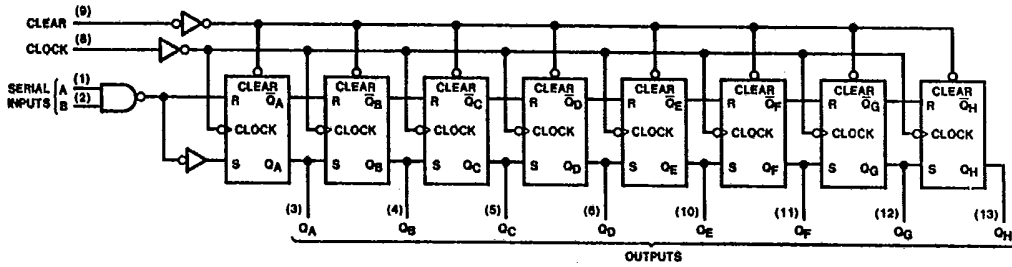 CLEAR (9)
CLOCK (8)
SERIAL INPUTS { A (1)
B (2)
CLEAR CLEAR CLEAR CLEAR CLEAR CLEAR CLEAR CLEAR
R Q̅A R Q̅B R Q̅C R Q̅D R Q̅E R Q̅F R Q̅G R Q̅H
CLOCK CLOCK CLOCK CLOCK CLOCK CLOCK CLOCK CLOCK
S QA S QB S QC S QD S QE S QF S QG S QH
(3) (4) (5) (6) (10) (11) (12) (13)
QA QB QC QD QE QF QG QH
OUTPUTS